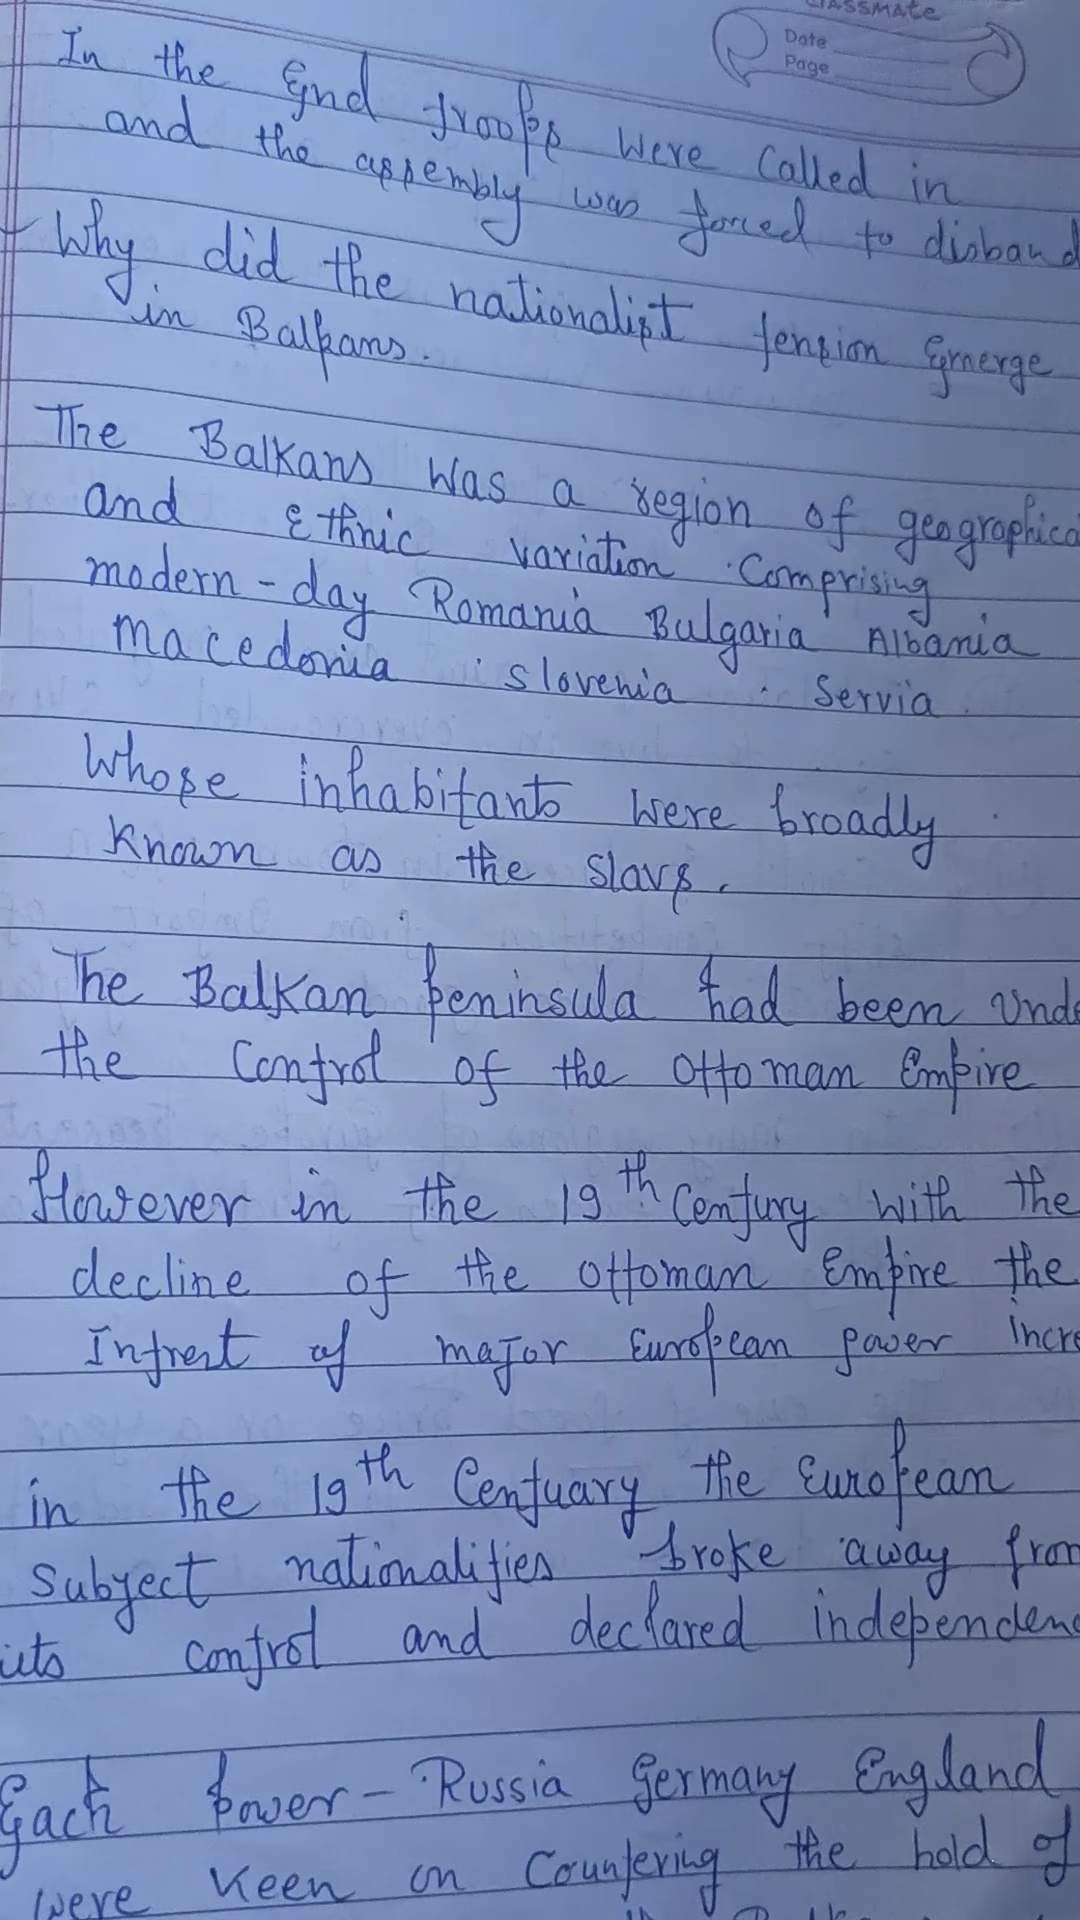 CLASSMATE
Date
Page
In the End troops were called in
and the assembly was forced to disband
Why did the nationalist tension Emerge
in Balkans.
The Balkans was a region of geographica
and Ethnic variation Comprising
modern-day Romania Bulgaria Albania
Macedonia Slovenia Servia
Whose inhabitants were broadly
known as the slavs.
The Balkan peninsula had been Unde
the Control of the Ottoman Empire
However in the 19th Century with the
decline of the Ottoman Empire the
Intrest of major European power incre
in the 19th Centuary the European
Subject nationalities broke away from
its control and declared independenc
Each power - Russia Germany England
were keen on Countering the hold of